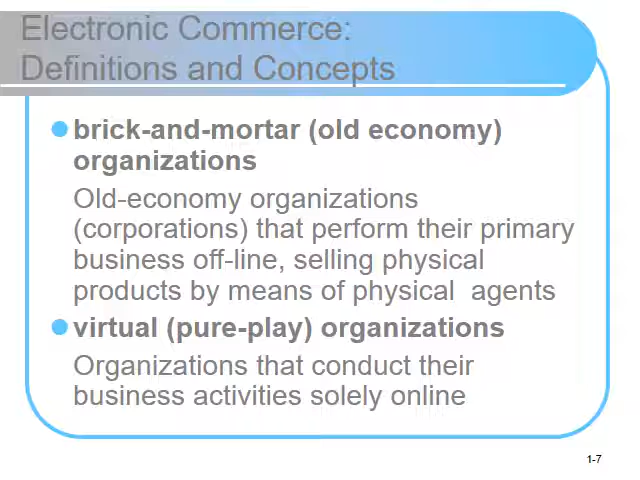 Electronic Commerce:
Definitions and Concepts
brick-and-mortar (old economy)
organizations
Old-economy organizations
(corporations) that perform their primary
business off-line, selling physical
products by means of physical agents
virtual (pure-play) organizations
Organizations that conduct their
business activities solely online
1-7